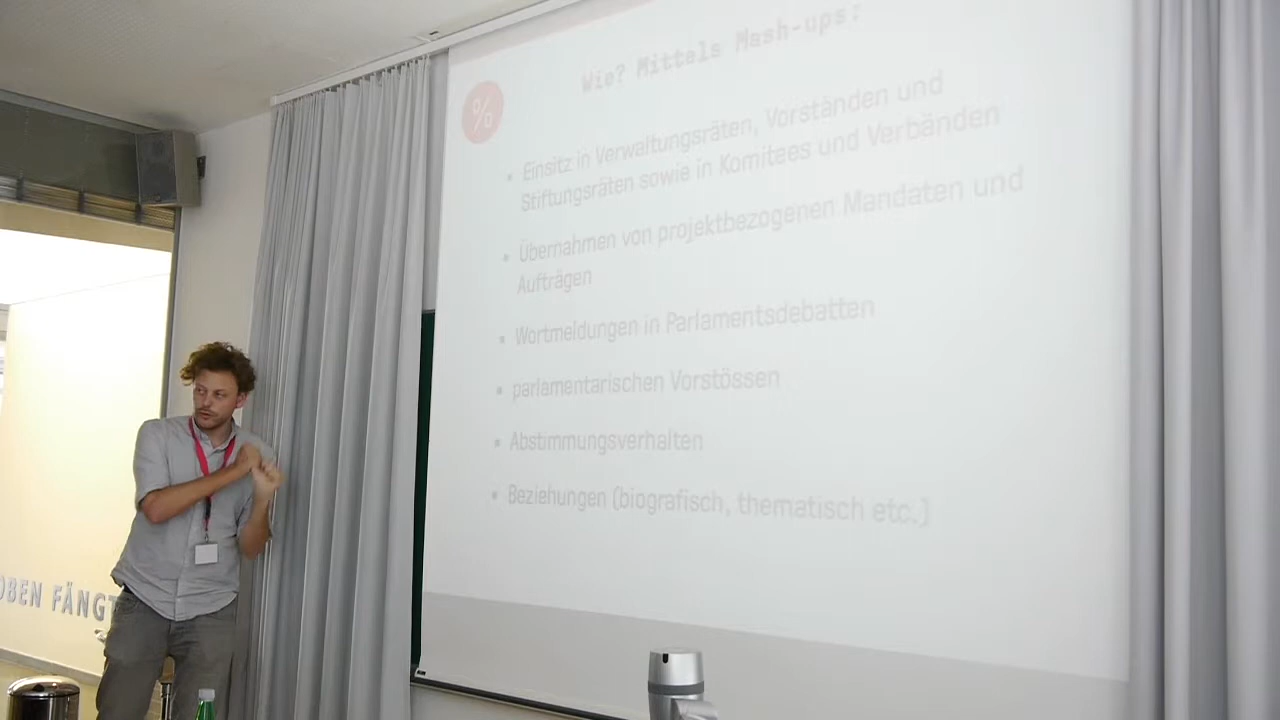 Wie? Mittels Mash-ups:
%
• Einsitz in Verwaltungsräten, Vorständen und
Stiftungsräten sowie in Komitees und Verbänden
• Übernahmen von projektbezogenen Mandaten und
Aufträgen
• Wortmeldungen in Parlamentsdebatten
• parlamentarischen Vorstössen
• Abstimmungsverhalten
• Beziehungen (biografisch, thematisch etc.)
OBEN FÄNGT